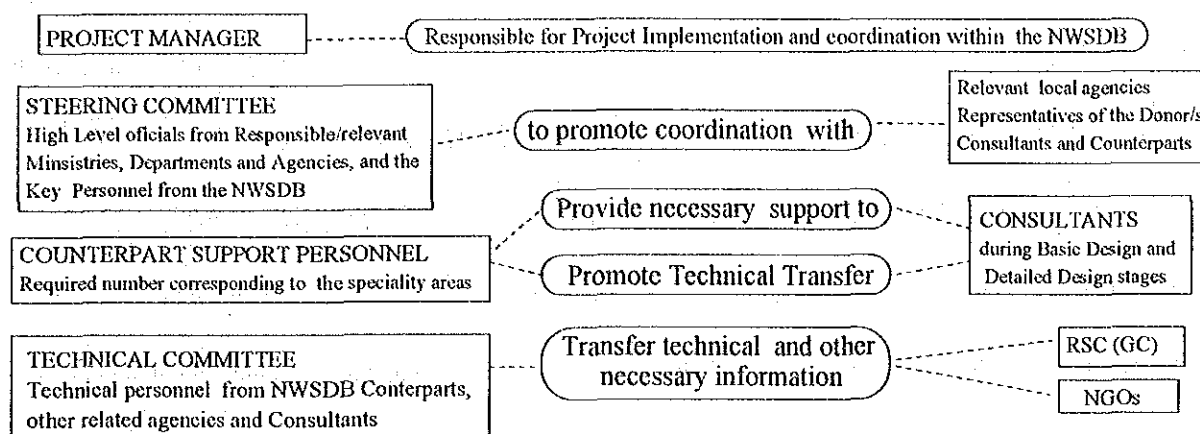 PROJECT MANAGER
Responsible for Project Implementation and coordination within the NWSDB
STEERING COMMITTEE
High Level oficials from Responsible/relevant
Minsistries, Departments and Agencies, and the
Key Personnel from the NWSDB
to promote coordination with
Relevant local agencies
Representatives of the Donor/s
Consultants and Counterparts
COUNTERPART SUPPORT PERSONNEL
Required number corresponding to the speciality areas
Provide necessary support to
Promote Technical Transfer
CONSULTANTS
during Basic Design and
Detailed Design stages
TECHNICAL COMMITTEE
Technical personnel from NWSDB Conterparts,
other related agencies and Consultants
Transfer technical and other
necessary information
RSC (GC)
NGOs